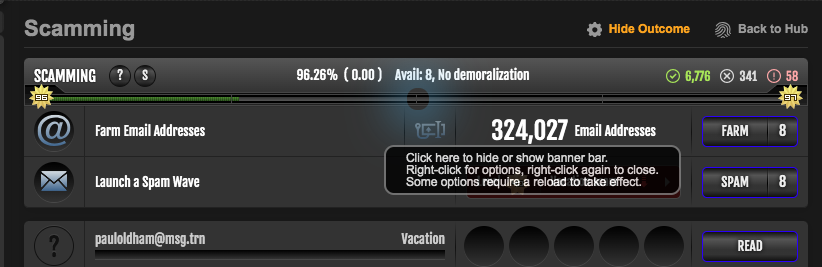 Scamming
Hide Outcome
Back to Hub
SCAMMING ? S
96.26% ( 0.00 ) Avail: 8, No demoralization
6,776 341 58
96
97
@ Farm Email Addresses
324,027 Email Addresses
FARM 8
Click here to hide or show banner bar.
Right-click for options, right-click again to close.
Some options require a reload to take effect.
Launch a Spam Wave
SPAM 8
? pauloldham@msg.trn Vacation
READ